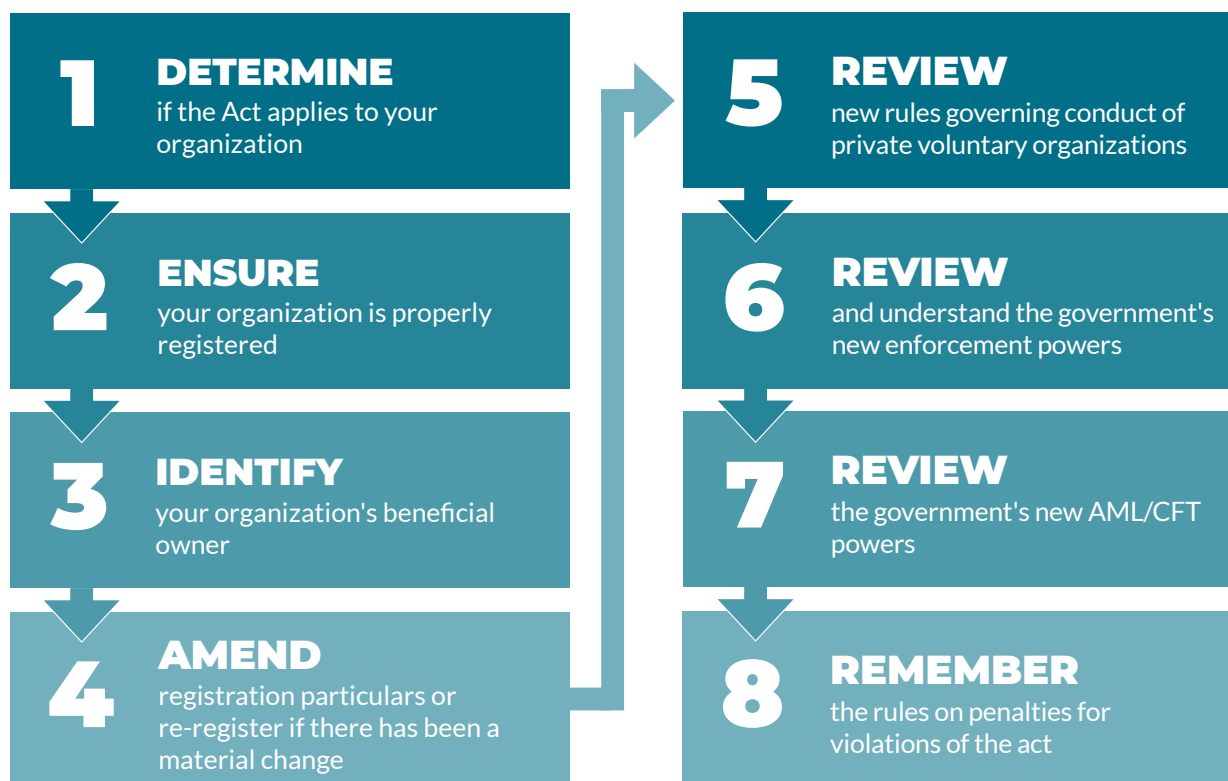 1
DETERMINE
if the Act applies to your
organization
2
ENSURE
your organization is properly
registered
3
IDENTIFY
your organization's beneficial
owner
4
AMEND
registration particulars or
re-register if there has been a
material change
5
REVIEW
new rules governing conduct of
private voluntary organizations
6
REVIEW
and understand the government's
new enforcement powers
7
REVIEW
the government's new AML/CFT
powers
8
REMEMBER
the rules on penalties for
violations of the act